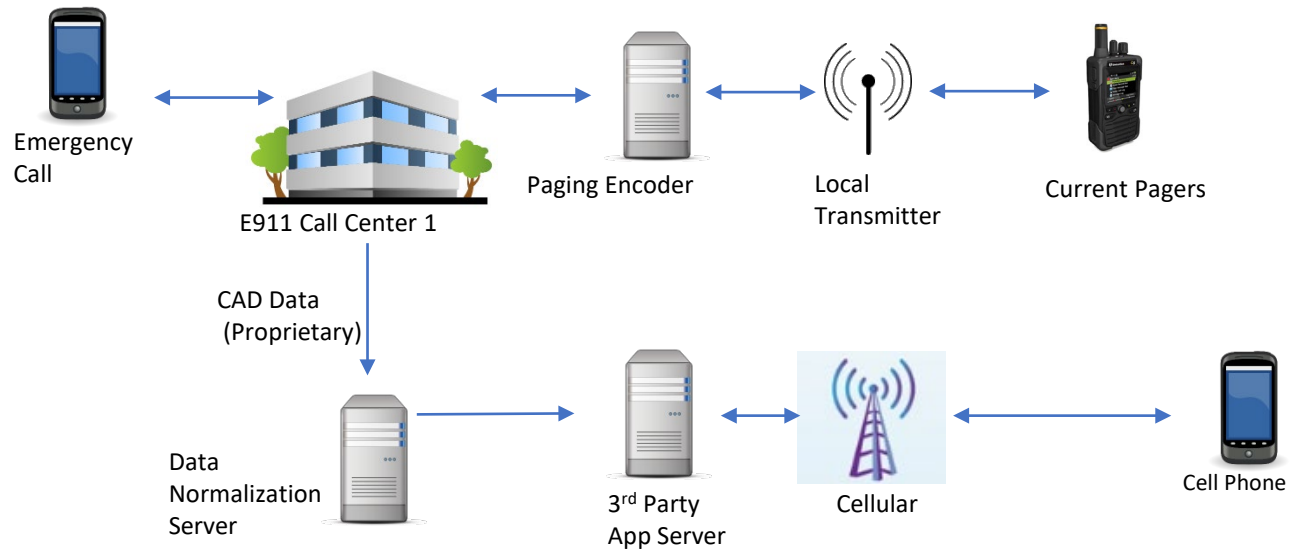 Emergency
Call
E911 Call Center 1
Paging Encoder
Local
Transmitter
Current Pagers
CAD Data
(Proprietary)
Data
Normalization
Server
3rd Party
App Server
Cellular
Cell Phone